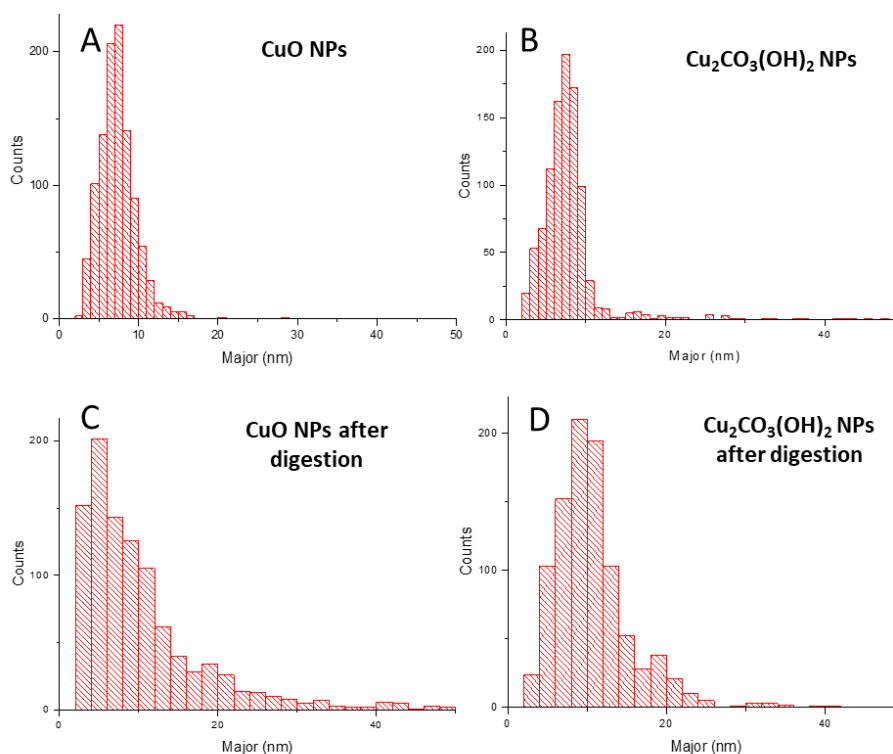 A
CuO NPs
200
100
0
Counts
0
10
20
30
40
50
Major (nm)
B
Cu₂CO₃(OH)₂ NPs
200
150
100
50
0
Counts
0
20
40
Major (nm)
C
CuO NPs after
digestion
200
100
0
Counts
0
20
40
Major (nm)
D
Cu₂CO₃(OH)₂ NPs
after digestion
200
100
0
Counts
0
20
40
Major (nm)